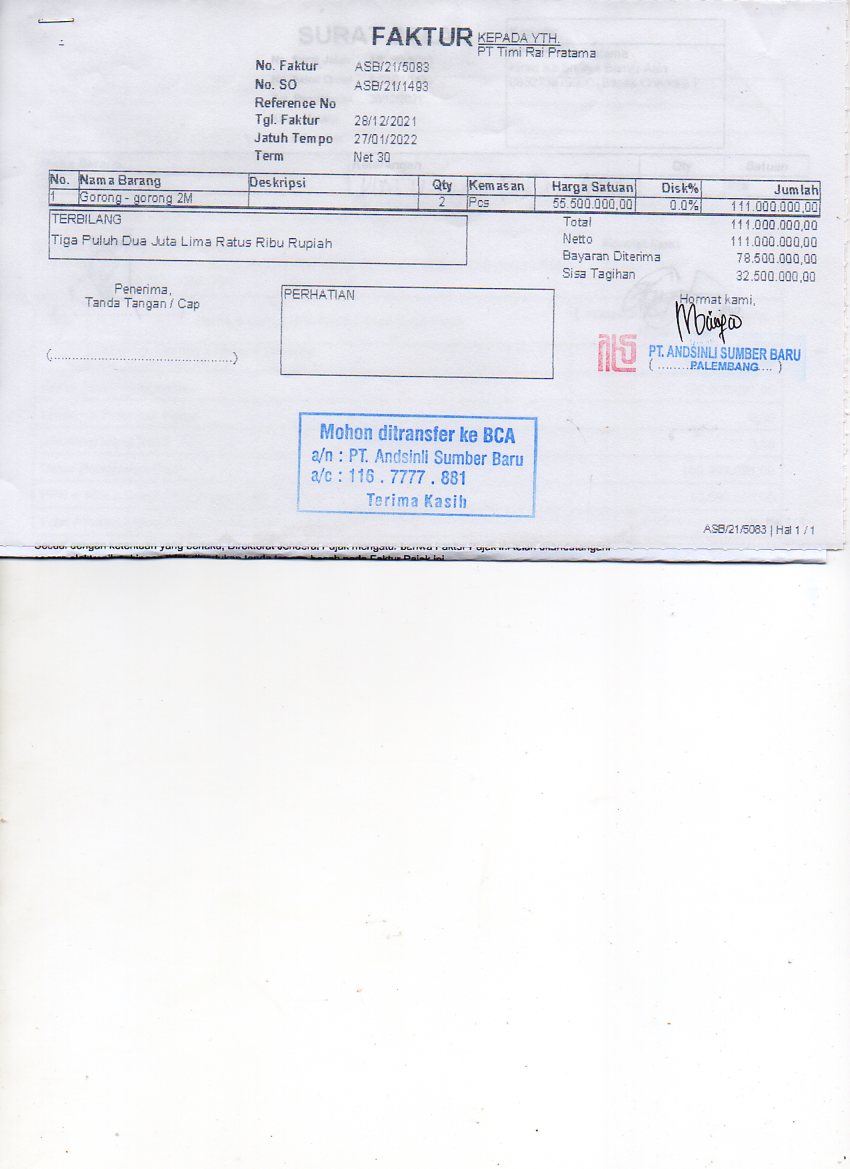 FAKTUR
KEPADA YTH.
PT Timi Rai Pratama
No. Faktur ASB/21/5083
No. SO ASB/21/1493
Reference No
Tgl. Faktur 28/12/2021
Jatuh Tempo 27/01/2022
Term Net 30
No. Nama Barang Deskripsi Qty Kemasan Harga Satuan Disk% Jumlah
1 Gorong - gorong 2M 2 Pcs 55.500.000,00 0.0% 111.000.000,00
TERBILANG
Tiga Puluh Dua Juta Lima Ratus Ribu Rupiah
Total 111.000.000,00
Netto 111.000.000,00
Bayaran Diterima 78.500.000,00
Sisa Tagihan 32.500.000,00
Penerima,
Tanda Tangan / Cap
(................................................)
PERHATIAN
Hormat kami,
PT. ANDSINLI SUMBER BARU
PALEMBANG
Mohon ditransfer ke BCA
a/n : PT. Andsinli Sumber Baru
a/c : 116 . 7777 . 881
Terima Kasih
ASB/21/5083 | Hal 1 / 1